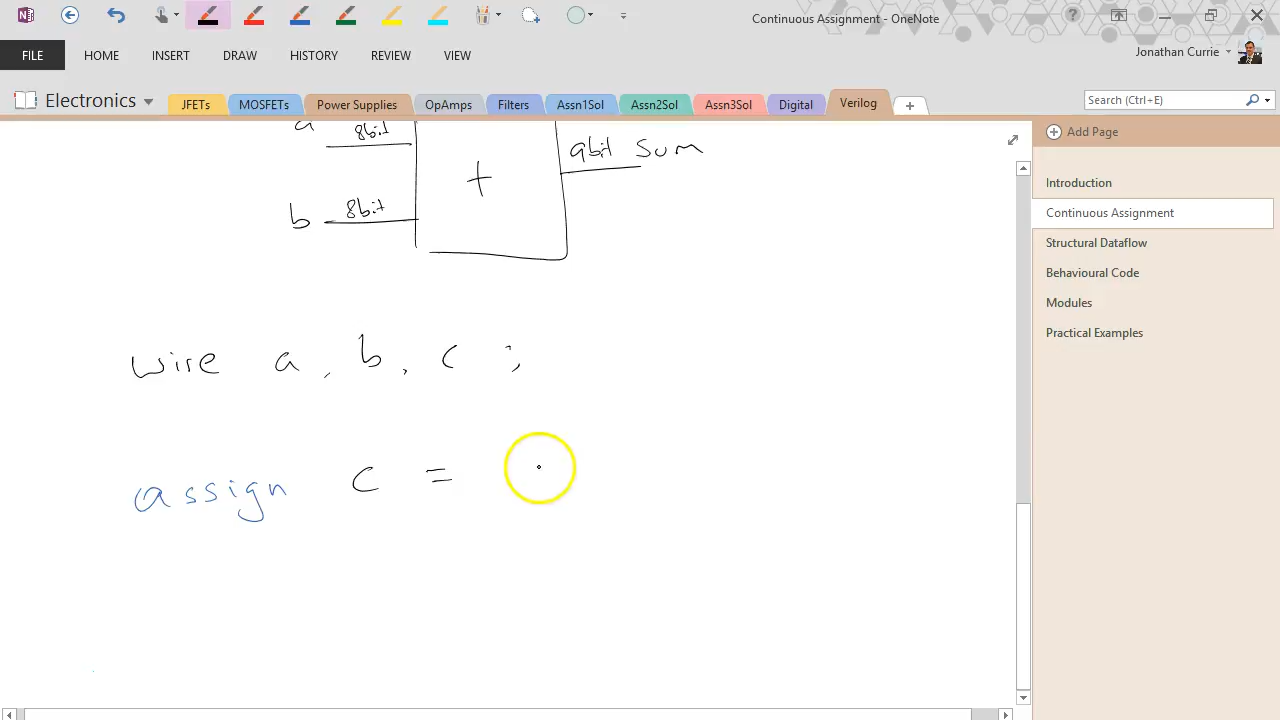 Continuous Assignment - OneNote
?
Jonathan Currie
FILE HOME INSERT DRAW HISTORY REVIEW VIEW
Electronics
JFETs MOSFETs Power Supplies OpAmps Filters Assn1Sol Assn2Sol Assn3Sol Digital Verilog +
Search (Ctrl+E)
Add Page
Introduction
Continuous Assignment
Structural Dataflow
Behavioural Code
Modules
Practical Examples
a 8bit
9bit sum
+
b 8bit
wire a, b, c ;
assign c =